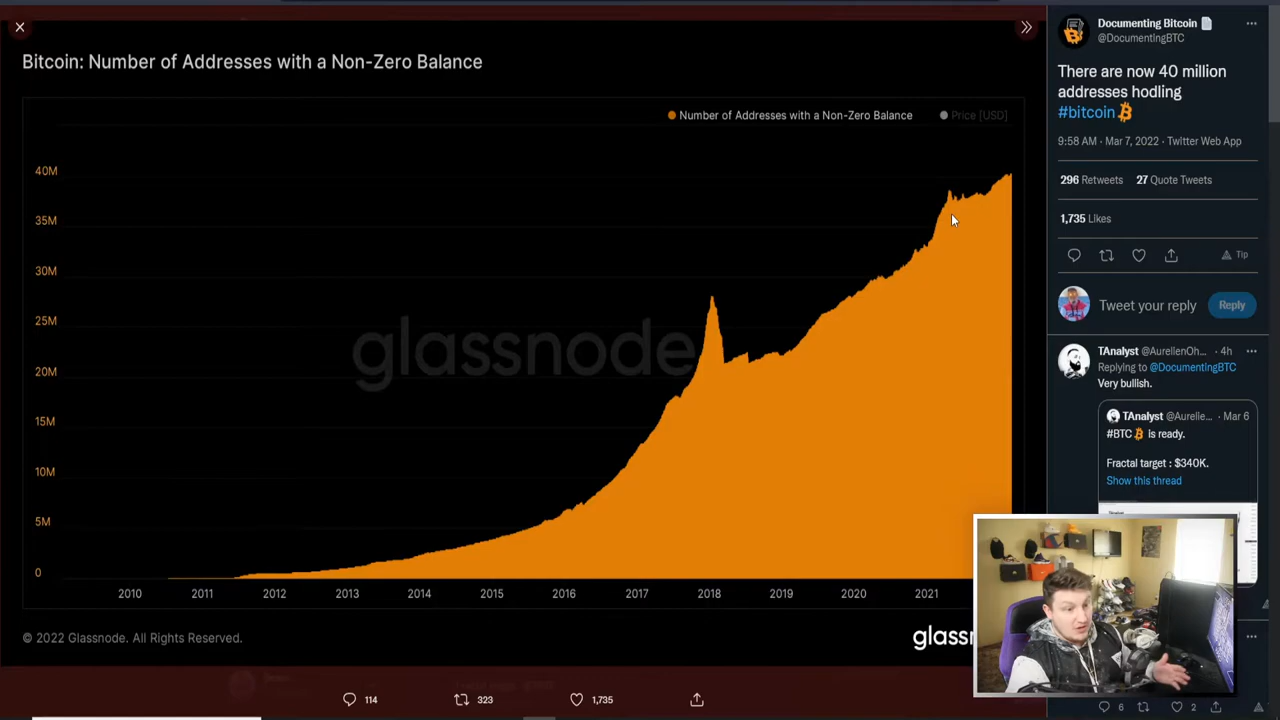 Bitcoin: Number of Addresses with a Non-Zero Balance
Number of Addresses with a Non-Zero Balance
Price [USD]
40M
35M
30M
25M
20M
15M
10M
5M
0
glassnode
2010 2011 2012 2013 2014 2015 2016 2017 2018 2019 2020 2021
© 2022 Glassnode. All Rights Reserved.
glassn
114 323 1,735
Documenting Bitcoin
@DocumentingBTC
There are now 40 million
addresses hodling
#bitcoin
9:58 AM · Mar 7, 2022 · Twitter Web App
296 Retweets 27 Quote Tweets
1,735 Likes
Tip
Tweet your reply Reply
TAnalyst @AurelienOh... · 4h
Replying to @DocumentingBTC
Very bullish.
TAnalyst @Aurelie... · Mar 6
#BTC is ready.
Fractal target : $340K.
Show this thread
6 2